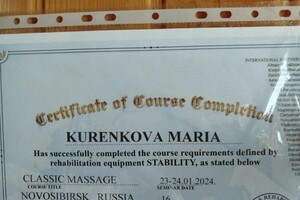 INTERNATIONAL
Certificate of Course Completion
KURENKOVA MARIA
Has successfully completed the course requirements defined by
rehabilitation equipment STABILITY, as stated below
CLASSIC MASSAGE 23-24.01.2024.
COURSE TITLE SEMINAR DATE
NOVOSIBIRSK RUSSIA 16